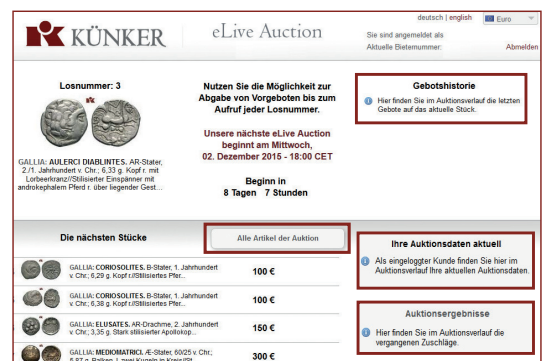 deutsch | english
Euro
KÜNKER
eLive Auction
Sie sind angemeldet als
Aktuelle Bieternummer:
Abmelden
Losnummer: 3
GALLIA: AULERCI DIABLINTES. AR-Stater,
2./1. Jahrhundert v. Chr.; 6,33 g. Kopf r. mit
Lorbeerkranz//Stilisierter Einspänner mit
androkephalem Pferd r. über liegender Gest...
Nutzen Sie die Möglichkeit zur
Abgabe von Vorgeboten bis zum
Aufruf jeder Losnummer.
Unsere nächste eLive Auction
beginnt am Mittwoch,
02. Dezember 2015 - 18:00 CET
Beginn in
8 Tagen 7 Stunden
Gebotshistorie
Hier finden Sie im Auktionsverlauf die letzten
Gebote auf das aktuelle Stück.
Die nächsten Stücke
Alle Artikel der Auktion
GALLIA: CORIOSOLITES. B-Stater, 1. Jahrhundert
v. Chr.; 6,29 g. Kopf r.//Stilisiertes Pfer...
100 €
GALLIA: CORIOSOLITES. B-Stater, 1. Jahrhundert
v. Chr.; 6,38 g. Kopf r.//Stilisiertes Pfer...
100 €
GALLIA: ELUSATES. AR-Drachme, 2. Jahrhundert
v. Chr.; 3,35 g. Stark stilisierter Apollokop...
150 €
GALLIA: MEDIOMATRICI. Æ-Stater, 60/25 v. Chr.;
300 €
Ihre Auktionsdaten aktuell
Als eingeloggter Kunde finden Sie hier im
Auktionsverlauf Ihre aktuellen Auktionsdaten.
Auktionsergebnisse
Hier finden Sie im Auktionsverlauf die
vergangenen Zuschläge.